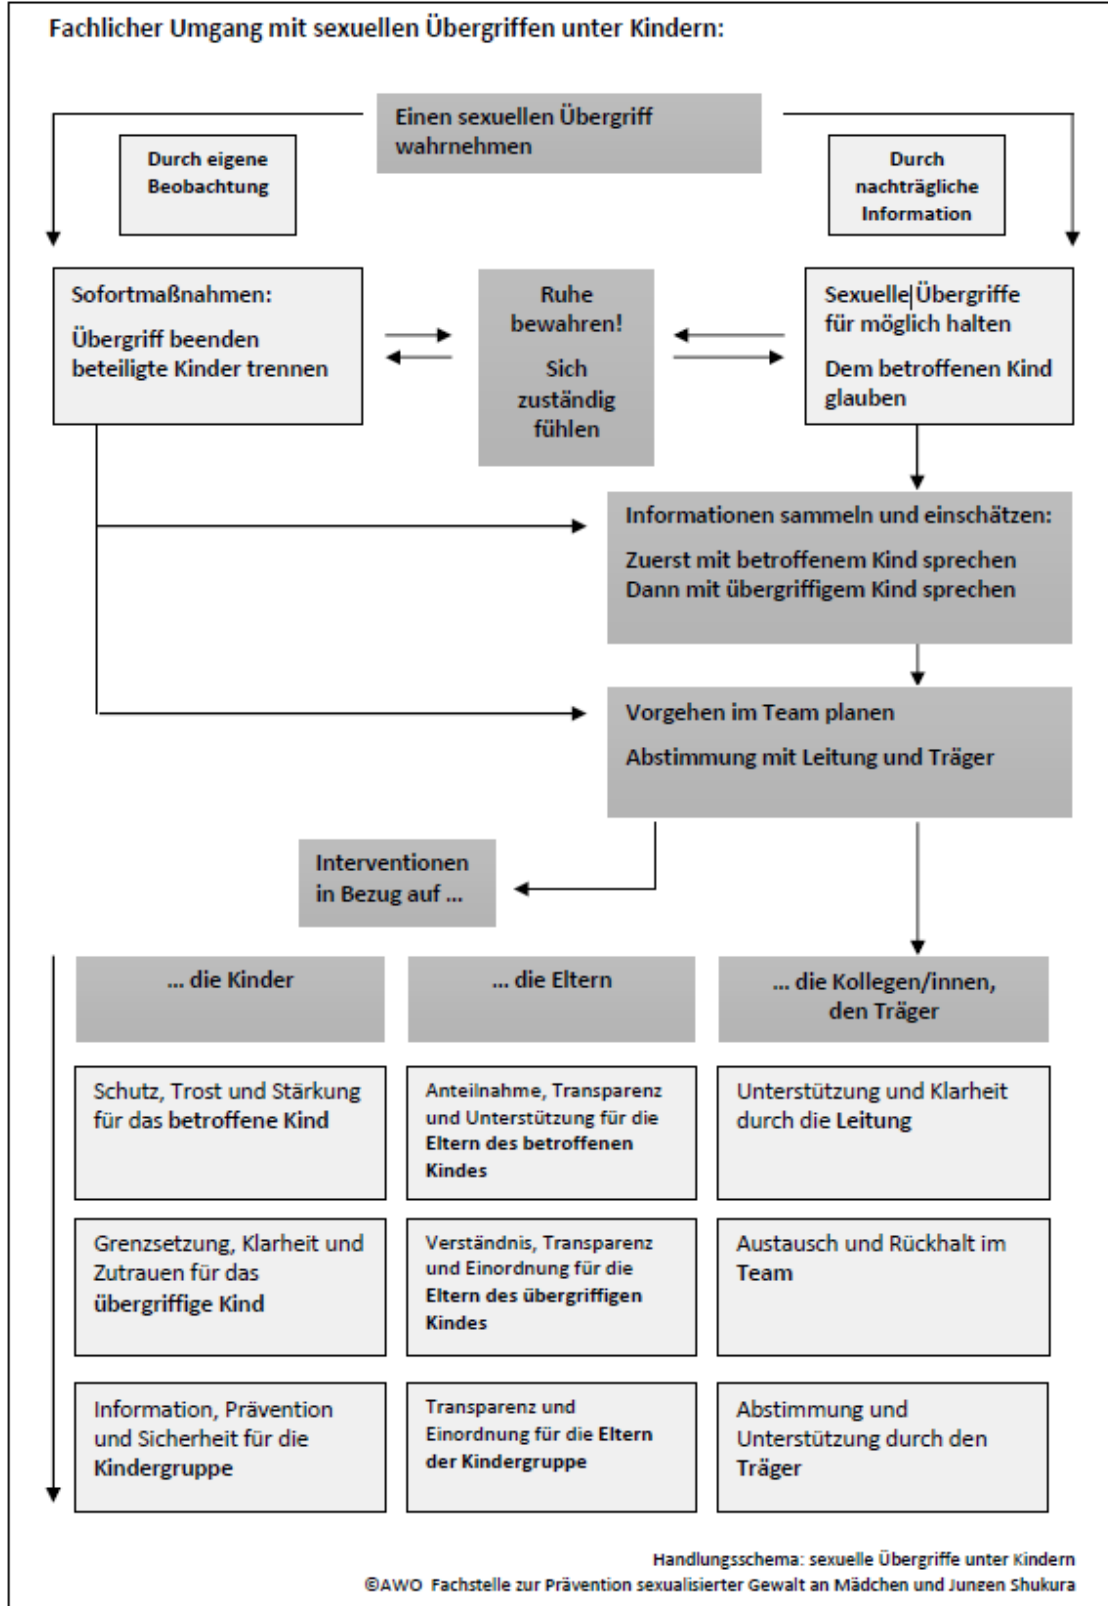 Fachlicher Umgang mit sexuellen Übergriffen unter Kindern:
Einen sexuellen Übergriff
wahrnehmen
Durch eigene
Beobachtung
Durch
nachträgliche
Information
Sofortmaßnahmen:
Übergriff beenden
beteiligte Kinder trennen
Ruhe
bewahren!
Sich
zuständig
fühlen
Sexuelle Übergriffe
für möglich halten
Dem betroffenen Kind
glauben
Informationen sammeln und einschätzen:
Zuerst mit betroffenem Kind sprechen
Dann mit übergriffigem Kind sprechen
Vorgehen im Team planen
Abstimmung mit Leitung und Träger
Interventionen
in Bezug auf ...
... die Kinder
... die Eltern
... die Kollegen/innen,
den Träger
Schutz, Trost und Stärkung
für das betroffene Kind
Anteilnahme, Transparenz
und Unterstützung für die
Eltern des betroffenen
Kindes
Unterstützung und Klarheit
durch die Leitung
Grenzsetzung, Klarheit und
Zutrauen für das
übergriffige Kind
Verständnis, Transparenz
und Einordnung für die
Eltern des übergriffigen
Kindes
Austausch und Rückhalt im
Team
Information, Prävention
und Sicherheit für die
Kindergruppe
Transparenz und
Einordnung für die Eltern
der Kindergruppe
Abstimmung und
Unterstützung durch den
Träger
Handlungsschema: sexuelle Übergriffe unter Kindern
©AWO Fachstelle zur Prävention sexualisierter Gewalt an Mädchen und Jungen Shukura